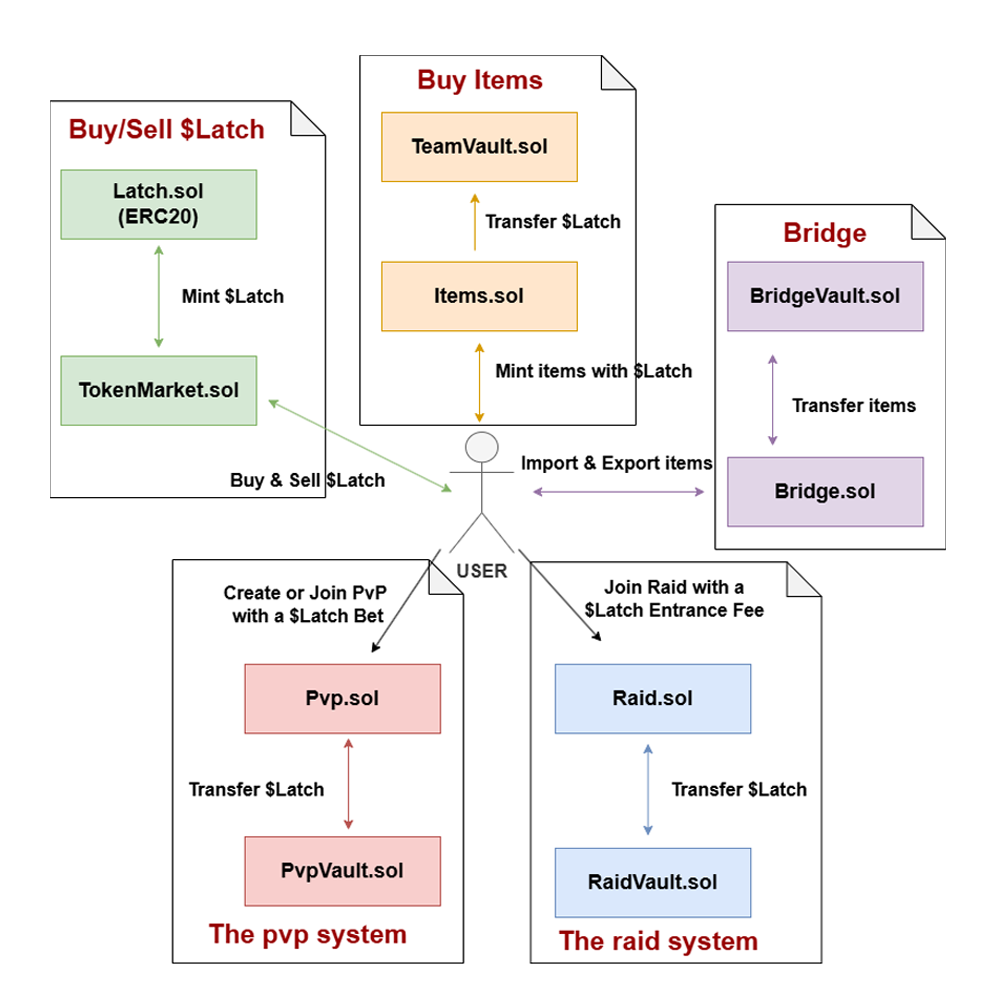 Buy Items
TeamVault.sol
Transfer $Latch
Items.sol
Mint items with $Latch
Buy/Sell $Latch
Latch.sol
(ERC20)
Mint $Latch
TokenMarket.sol
Buy & Sell $Latch
Bridge
BridgeVault.sol
Transfer items
Bridge.sol
Import & Export items
USER
Create or Join PvP
with a $Latch Bet
Pvp.sol
Transfer $Latch
PvpVault.sol
The pvp system
Join Raid with a
$Latch Entrance Fee
Raid.sol
Transfer $Latch
RaidVault.sol
The raid system